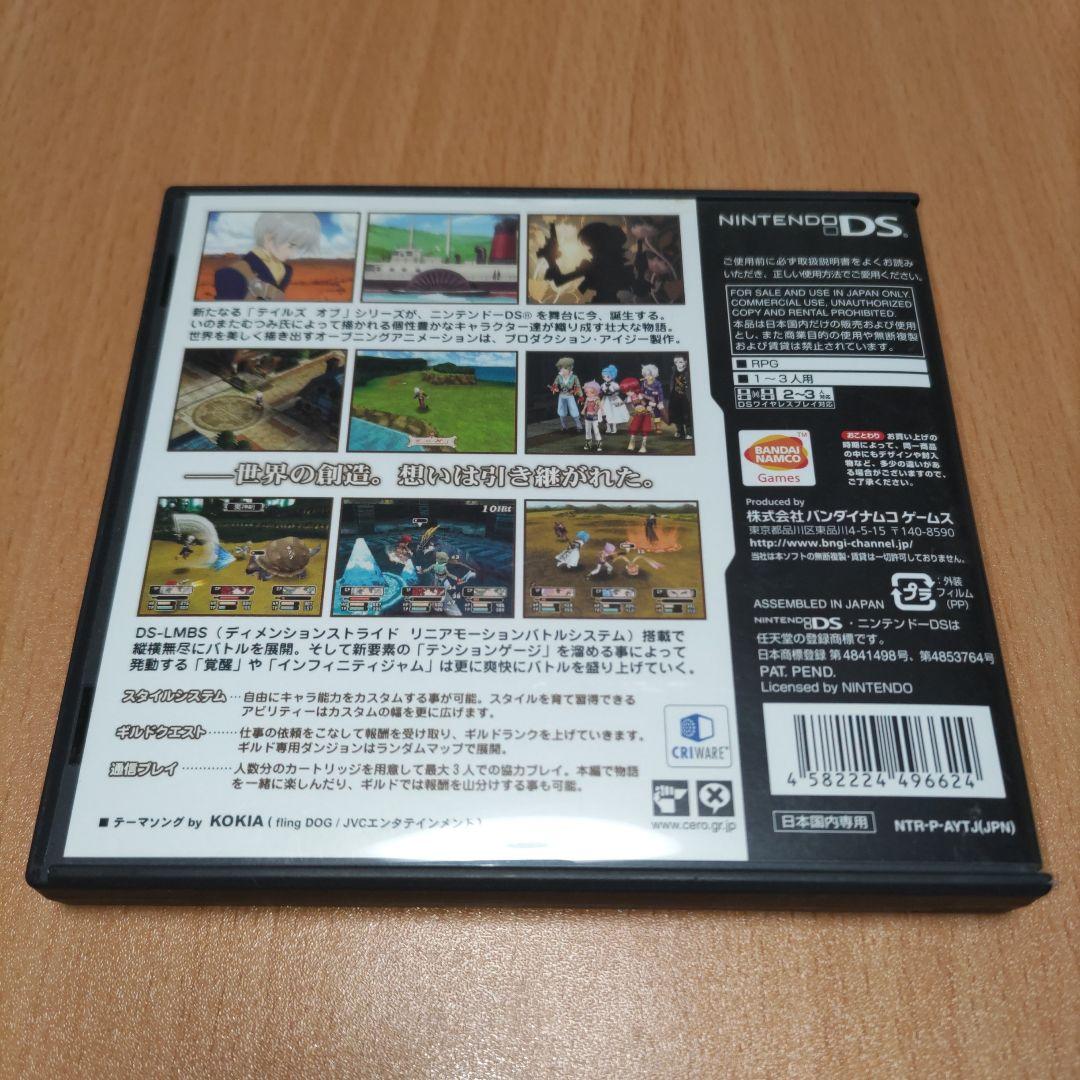 新たなる「テイルズ オブ」シリーズが、ニンテンドーDS®を舞台に今、誕生する。
いのまたむつみ氏によって描かれる個性豊かなキャラクター達が織り成す壮大な物語。
世界を美しく描き出すオープニングアニメーションは、プロダクション・アイジー製作。
──世界の創造。想いは引き継がれた。
10Hit
DS-LMBS（ディメンションストライド リニアモーションバトルシステム）搭載で
縦横無尽にバトルを展開。そして新要素の「テンションゲージ」を溜める事によって
発動する「覚醒」や「インフィニティジャム」は更に爽快にバトルを盛り上げていく。
スタイルシステム…自由にキャラ能力をカスタムする事が可能。スタイルを育て習得できる
アビリティーはカスタムの幅を更に広げます。
ギルドクエスト……仕事の依頼をこなして報酬を受け取り、ギルドランクを上げていきます。
ギルド専用ダンジョンはランダムマップで展開。
通信プレイ…………人数分のカートリッジを用意して最大3人での協力プレイ。本編で物語
を一緒に楽しんだり、ギルドでは報酬を山分けする事も可能。
■ テーマソング by KOKIA ( fling DOG / JVCエンタテインメント)
CRIWARE™
www.cero.gr.jp
NINTENDO DS®
ご使用前に必ず取扱説明書をよくお読み
いただき、正しい使用方法でご愛用ください。
FOR SALE AND USE IN JAPAN ONLY.
COMMERCIAL USE, UNAUTHORIZED
COPY AND RENTAL PROHIBITED.
本品は日本国内だけの販売および使用
とし、また商業目的の使用や無断複製
および賃貸は禁止されています。
■ RPG
■ 1～3人用
2～3人対応
DSワイヤレスプレイ対応
BANDAI
NAMCO
Games
™
おことわり お買い上げの
時期によって、同一商品
の中にもデザインや封入
物など、多少の違いがあ
る場合がございますので、
ご了承ください。
Produced by
株式会社 バンダイナムコ ゲームス
東京都品川区東品川4-5-15 〒140-8590
http://www.bngi-channel.jp/
当社は本ソフトの無断複製・賃貸は一切許可しておりません。
プラ
:外装
フィルム
(PP)
ASSEMBLED IN JAPAN
NINTENDO DS・ニンテンドーDSは
任天堂の登録商標です。
日本商標登録 第4841498号、第4853764号
PAT. PEND.
Licensed by NINTENDO
4 582224 496624
日本国内専用
NTR-P-AYTJ(JPN)